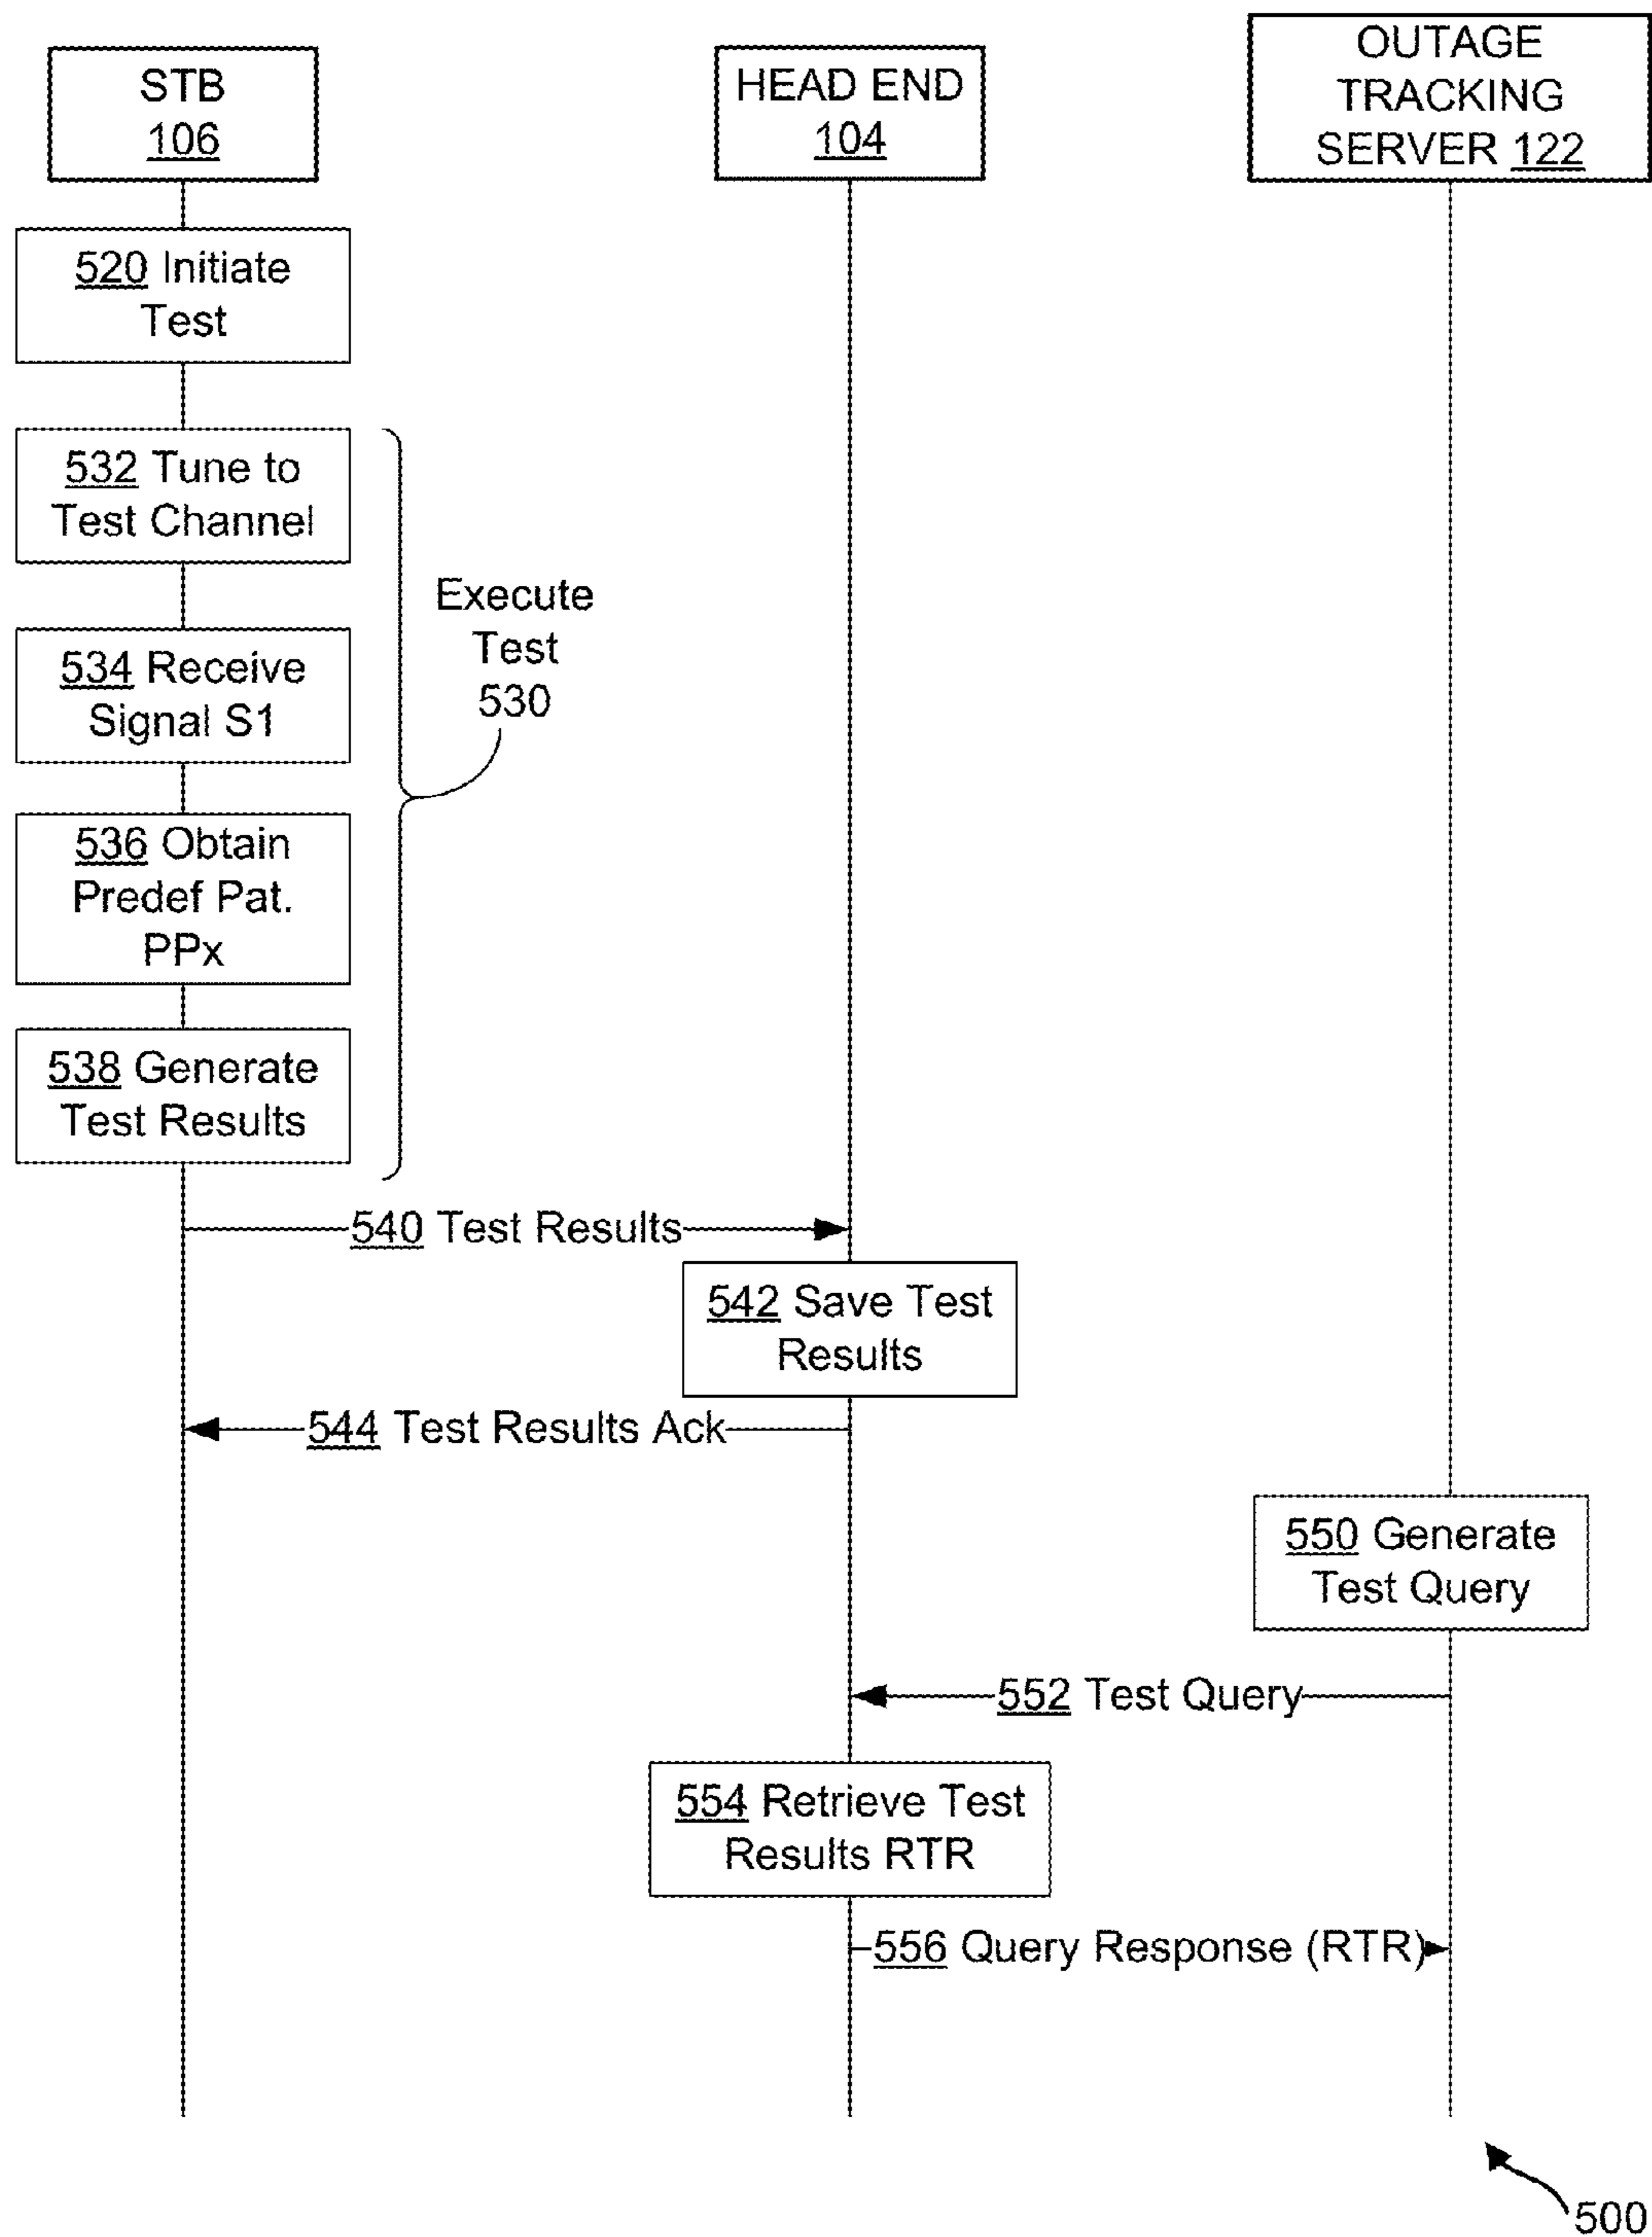 STB
106
HEAD END
104
OUTAGE
TRACKING
SERVER 122
520 Initiate
Test
532 Tune to
Test Channel
534 Receive
Signal S1
536 Obtain
Predef Pat.
PPx
538 Generate
Test Results
Execute
Test
530
540 Test Results
542 Save Test
Results
544 Test Results Ack
550 Generate
Test Query
552 Test Query
554 Retrieve Test
Results RTR
556 Query Response (RTR)
500